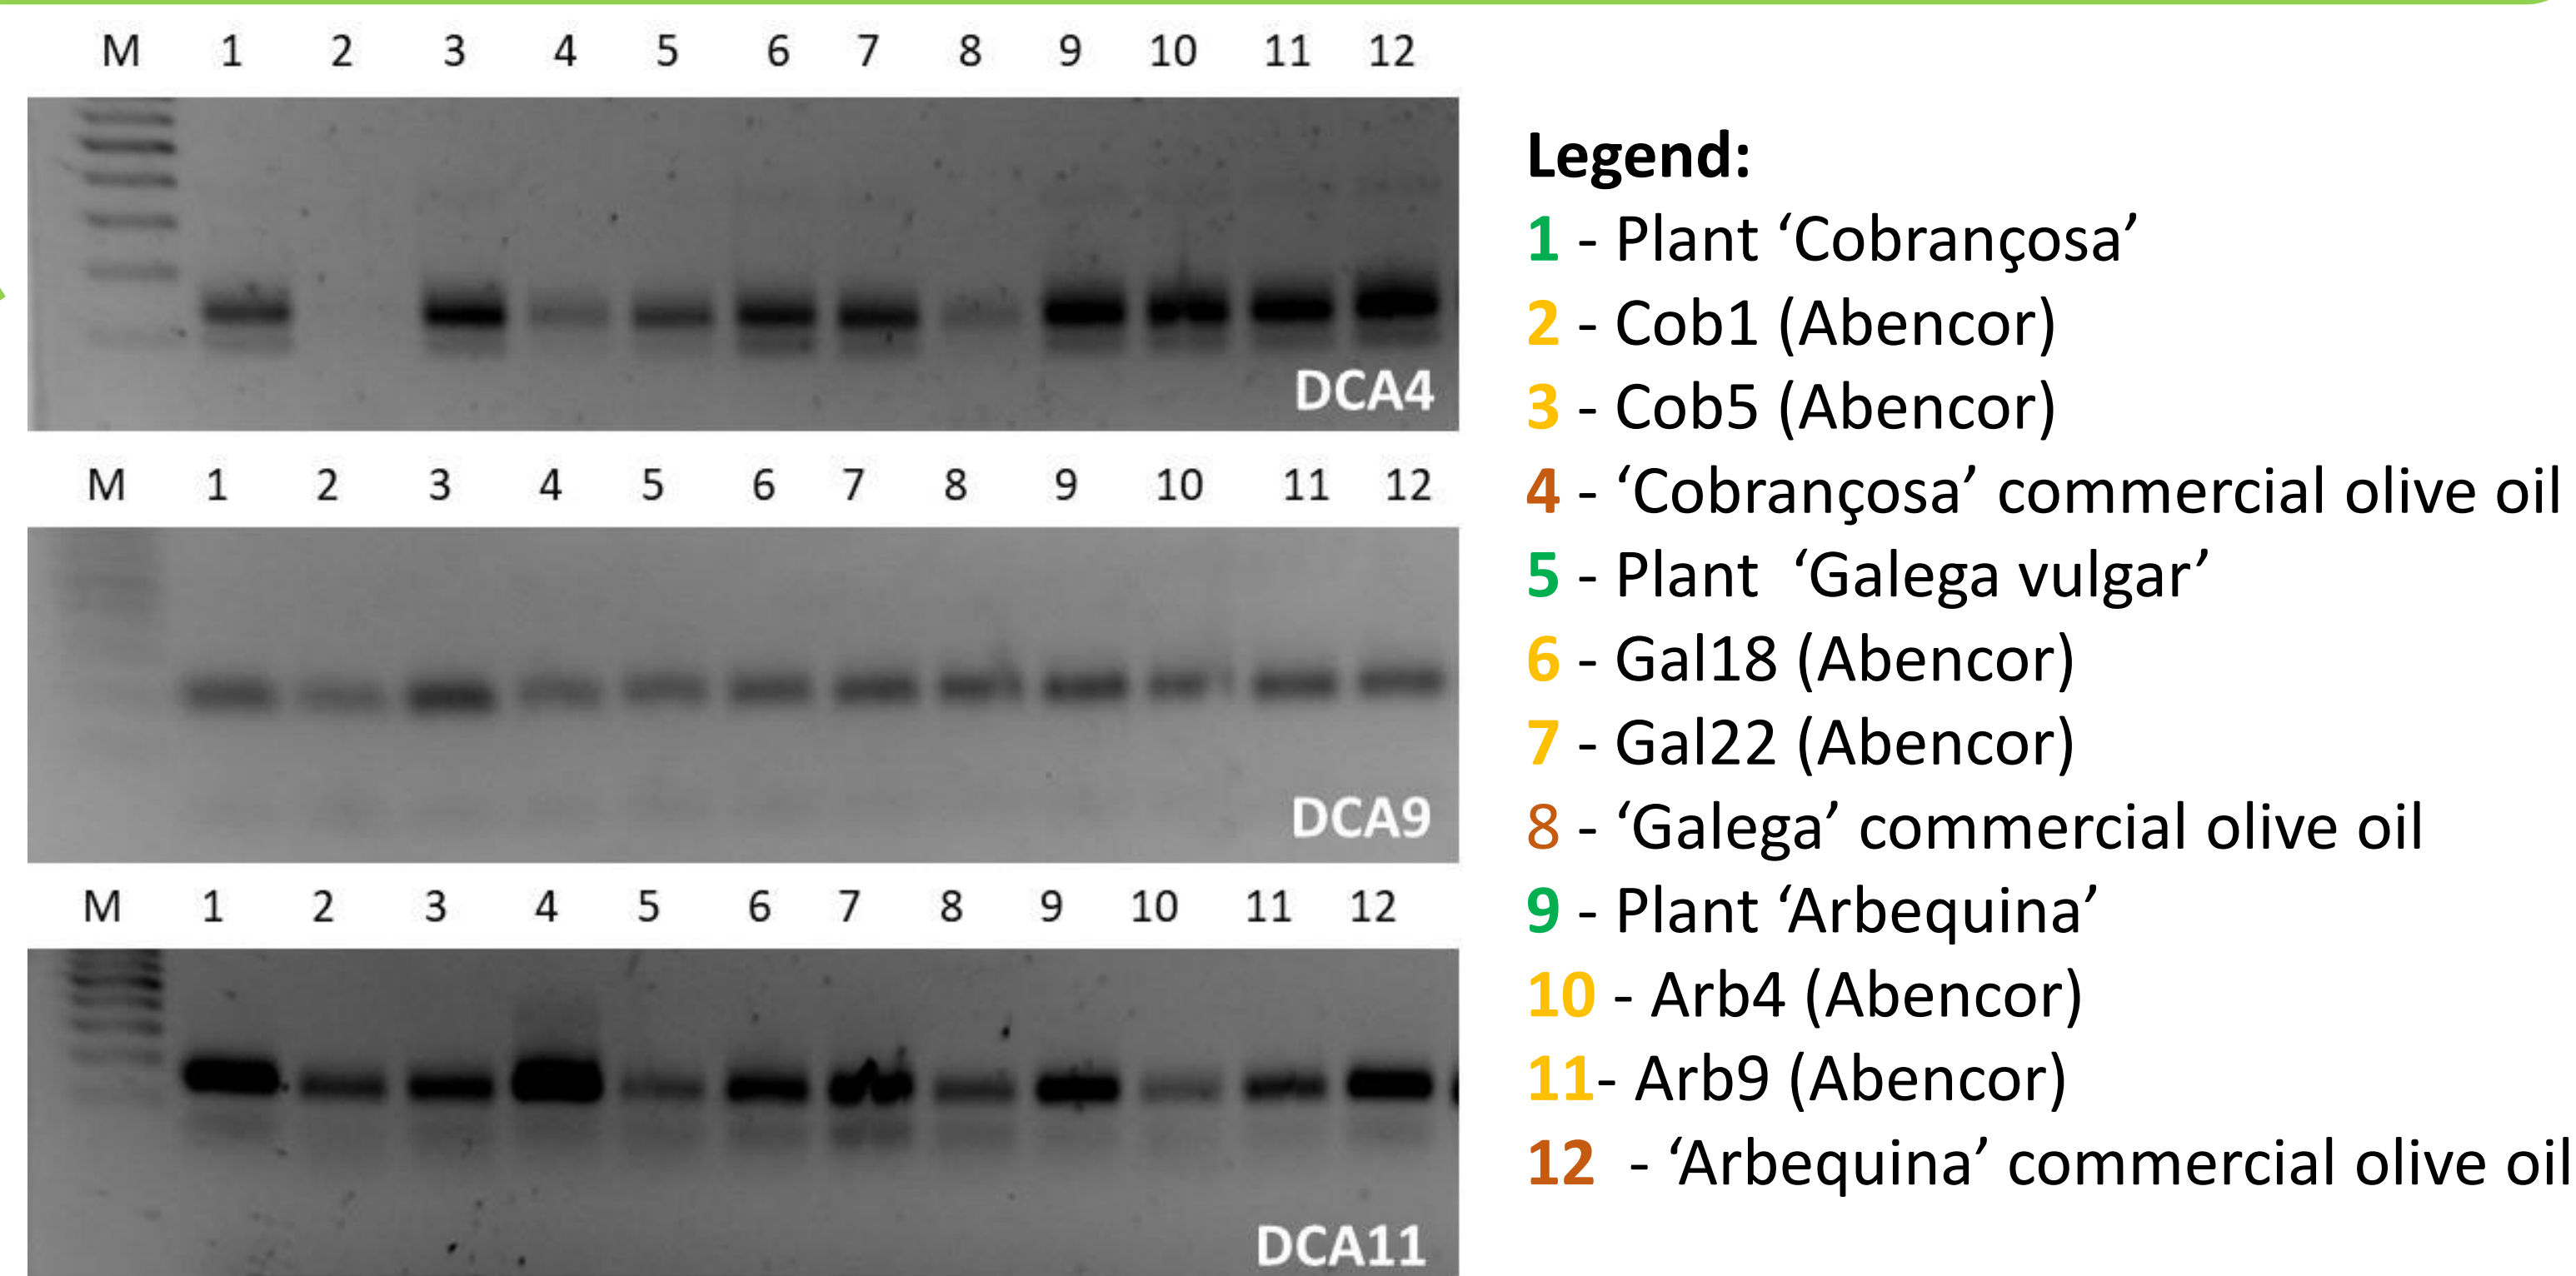 M 1 2 3 4 5 6 7 8 9 10 11 12
DCA4
M 1 2 3 4 5 6 7 8 9 10 11 12
DCA9
M 1 2 3 4 5 6 7 8 9 10 11 12
DCA11
Legend:
1 - Plant ‘Cobrançosa’
2 - Cob1 (Abencor)
3 - Cob5 (Abencor)
4 - ‘Cobrançosa’ commercial olive oil
5 - Plant ‘Galega vulgar’
6 - Gal18 (Abencor)
7 - Gal22 (Abencor)
8 - ‘Galega’ commercial olive oil
9 - Plant ‘Arbequina’
10 - Arb4 (Abencor)
11- Arb9 (Abencor)
12 - ‘Arbequina’ commercial olive oil